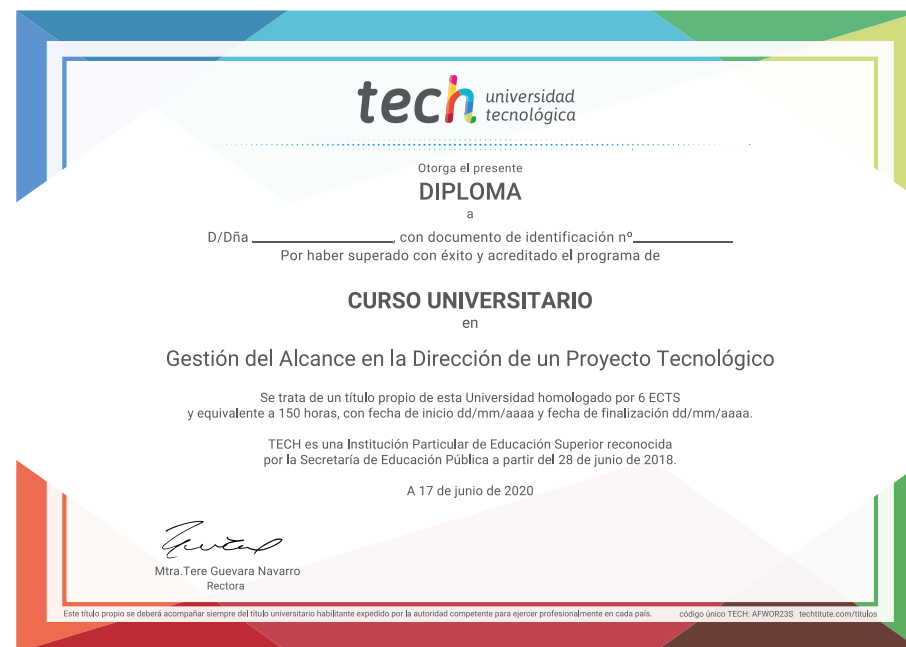 tech universidad
tecnológica
Otorga el presente
DIPLOMA
a
D/Dña ____________________, con documento de identificación nº______________
Por haber superado con éxito y acreditado el programa de
CURSO UNIVERSITARIO
en
Gestión del Alcance en la Dirección de un Proyecto Tecnológico
Se trata de un título propio de esta Universidad homologado por 6 ECTS
y equivalente a 150 horas, con fecha de inicio dd/mm/aaaa y fecha de finalización dd/mm/aaaa.
TECH es una Institución Particular de Educación Superior reconocida
por la Secretaría de Educación Pública a partir del 28 de junio de 2018.
A 17 de junio de 2020
Mtra.Tere Guevara Navarro
Rectora
Este título propio se deberá acompañar siempre del título universitario habilitante expedido por la autoridad competente para ejercer profesionalmente en cada país. código único TECH: AFWOR23S techtitute.com/títulos